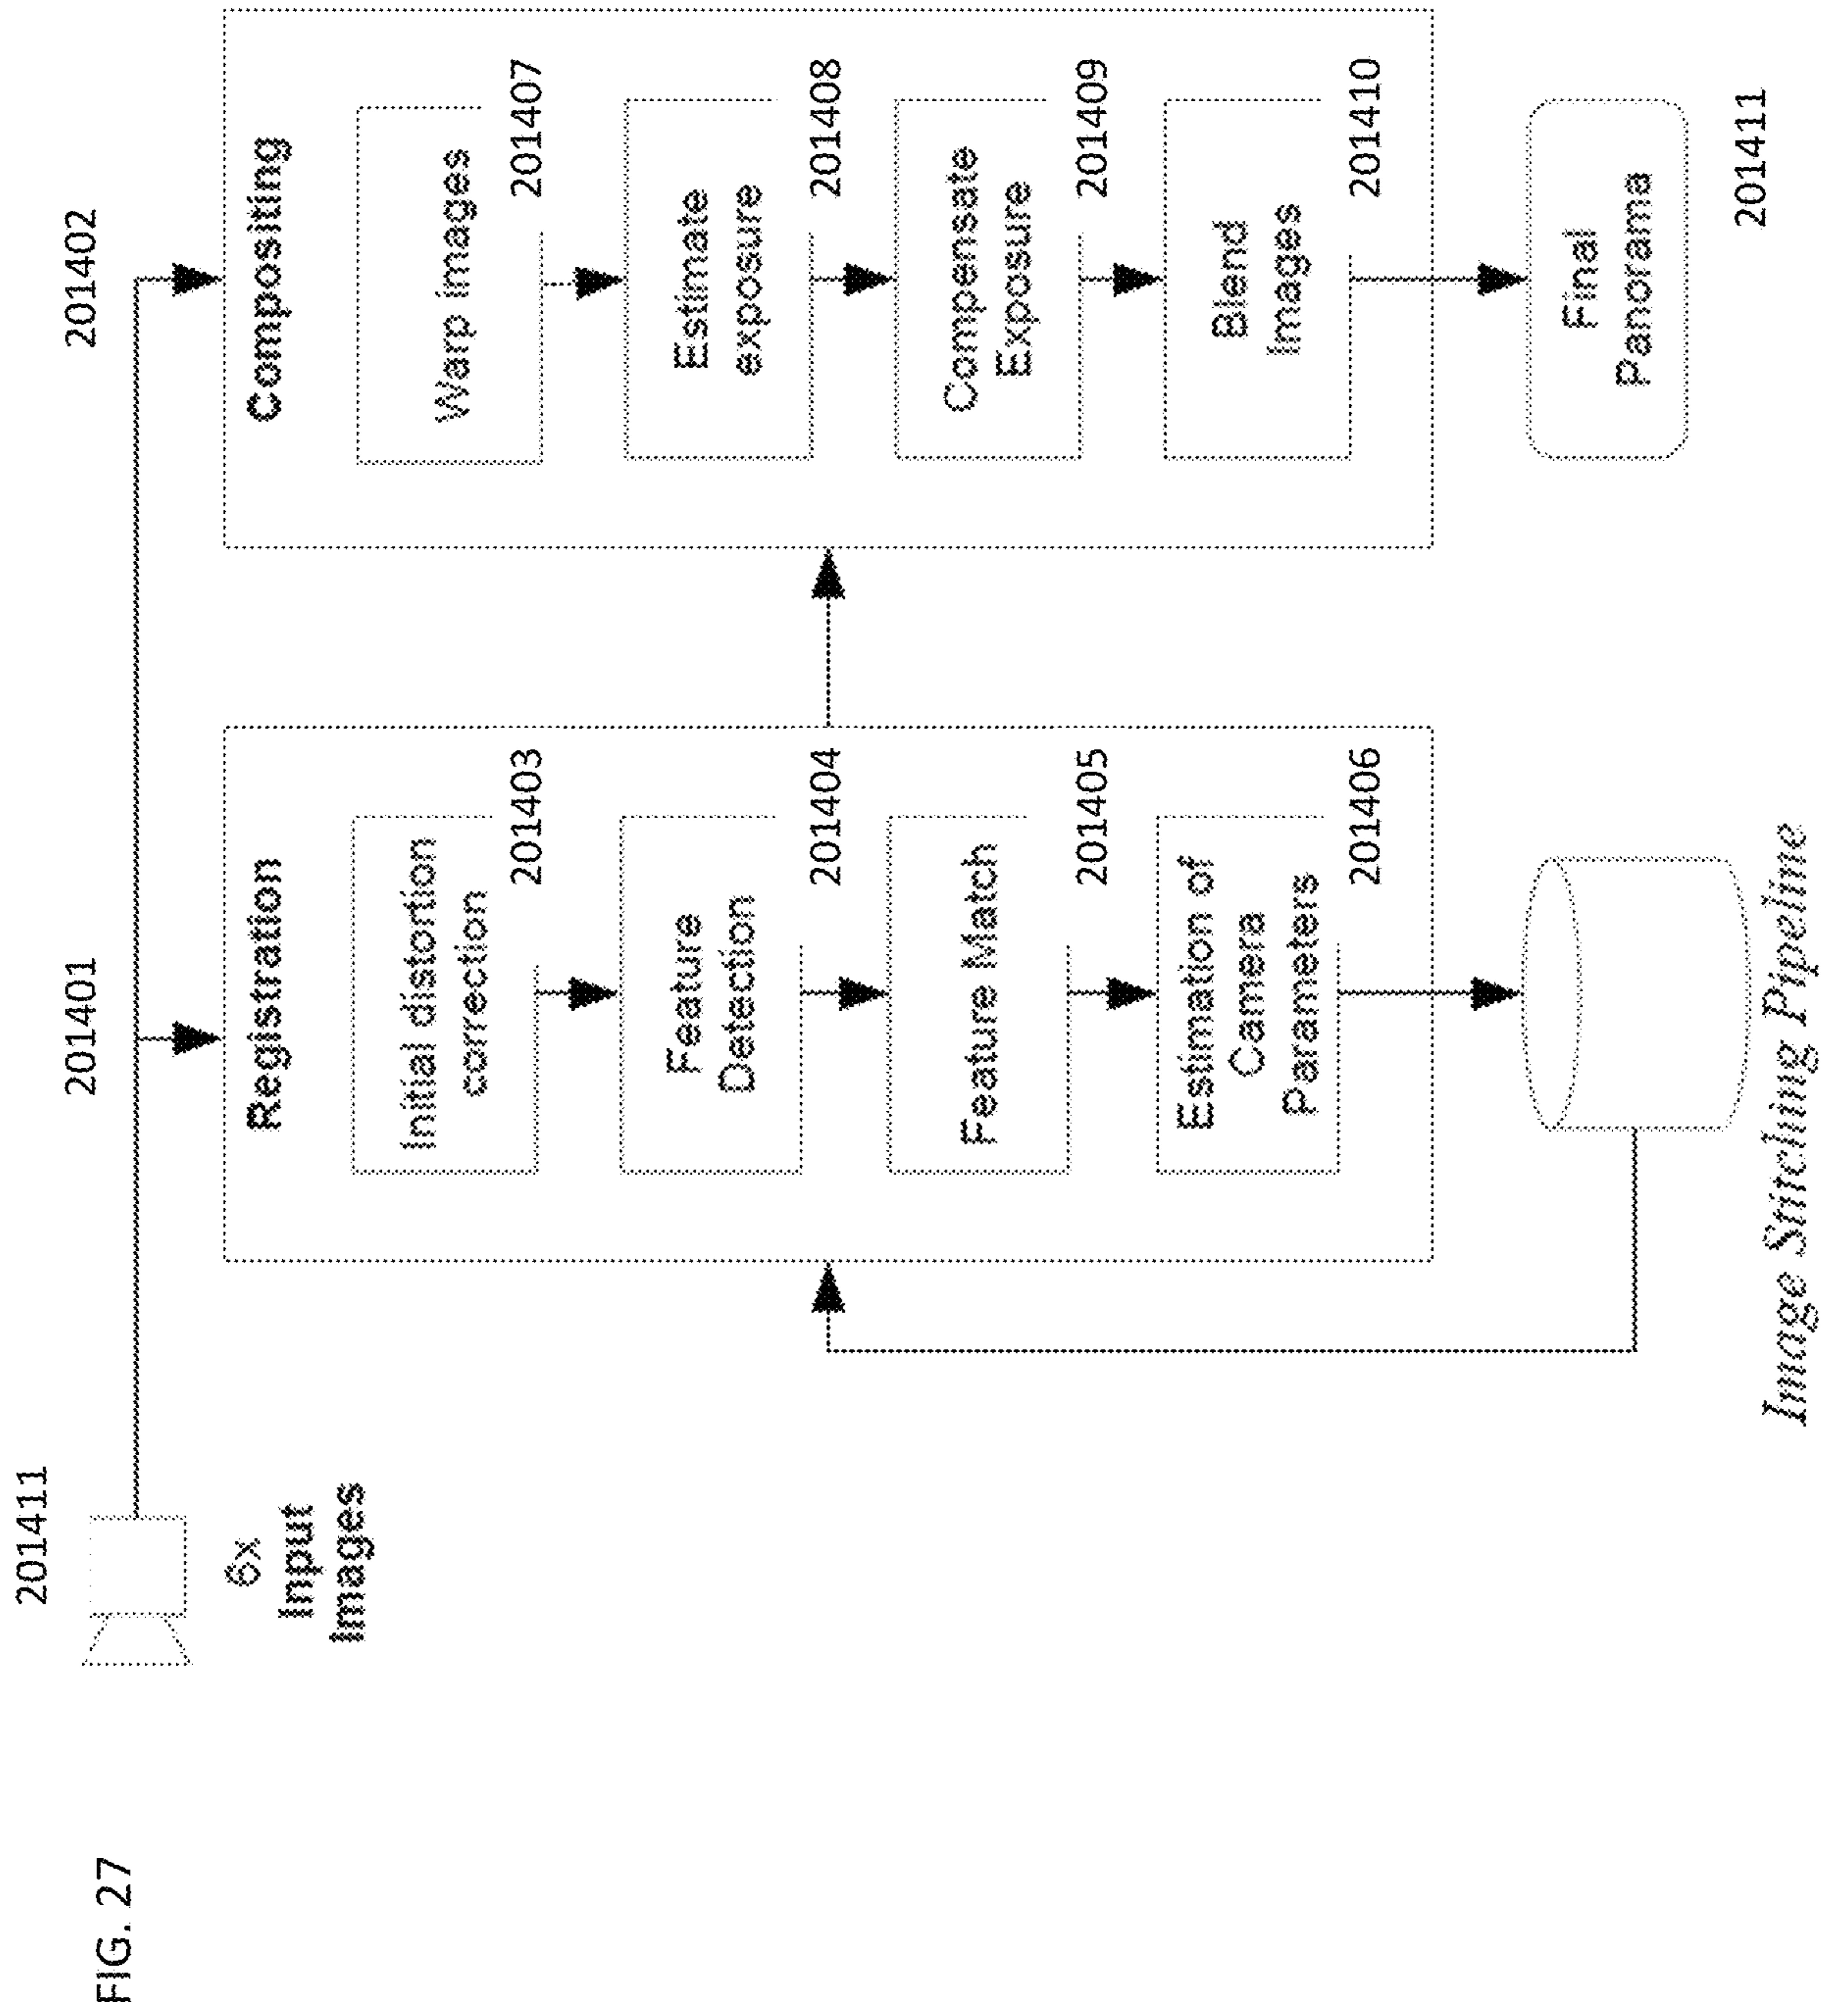 FIG. 27
201411
6x
Input
Images
201401
Registration
Initial distortion
correction
201403
Feature
Detection
201404
Feature Match
201405
Estimation of
Camera
Parameters
201406
201402
Compositing
Warp images
201407
Estimate
exposure
201408
Compensate
Exposure
201409
Blend
Images
201410
Final
Panorama
201411
Image Stitching Pipeline